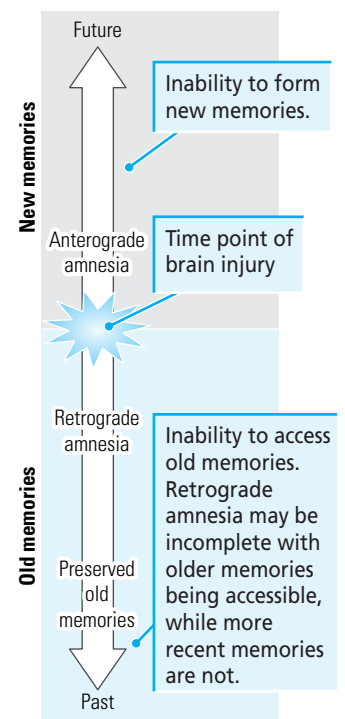 Future
Inability to form
new memories.
New memories
Anterograde
amnesia
Time point of
brain injury
Retrograde
amnesia
Inability to access
old memories.
Retrograde
amnesia may be
incomplete with
older memories
being accessible,
while more
recent memories
are not.
Old memories
Preserved
old
memories
Past